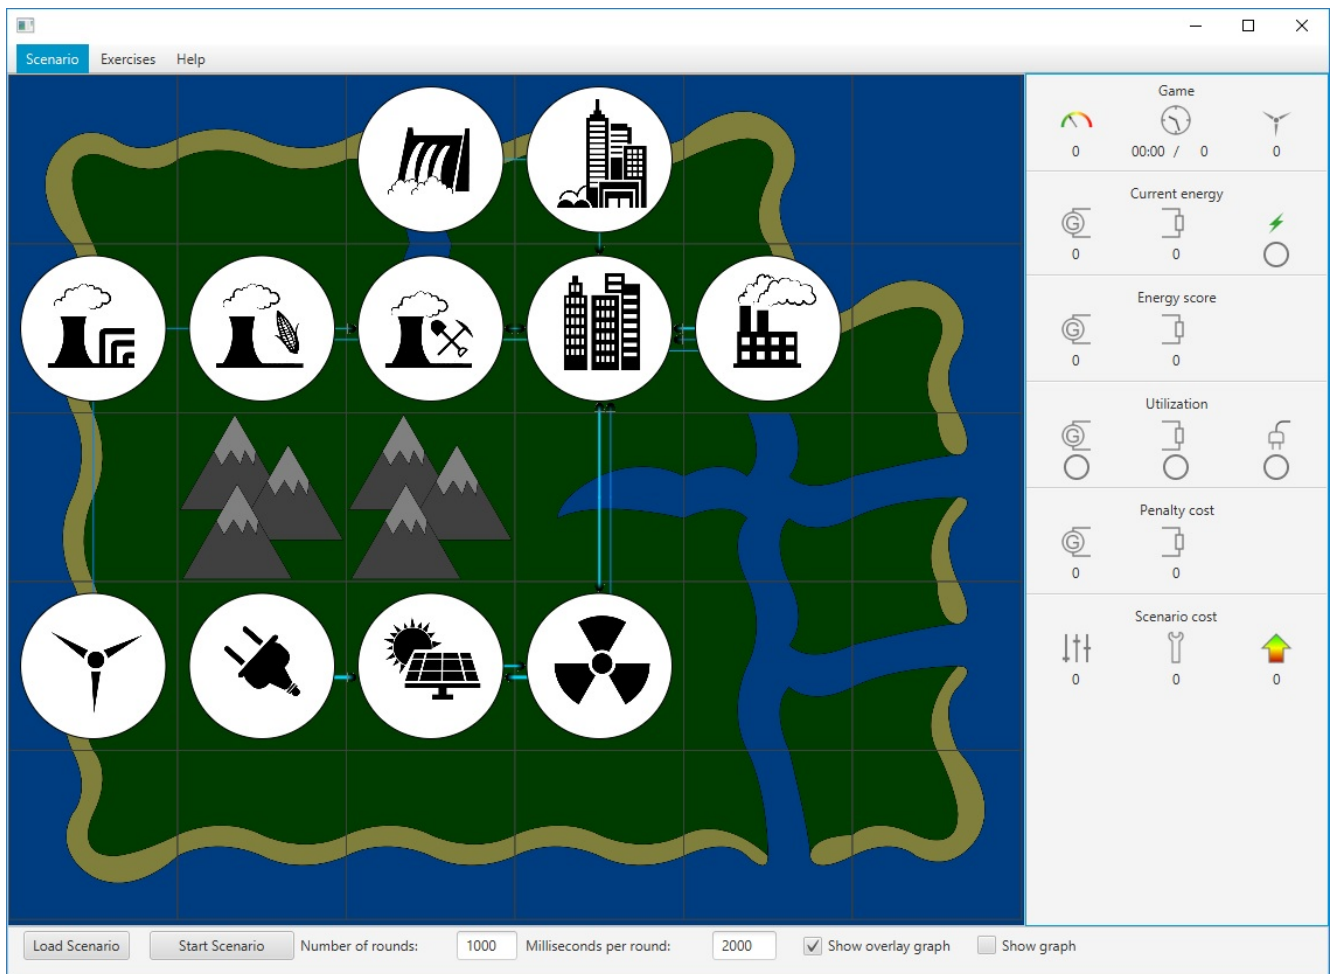 Scenario Exercises Help
Game
0 00:00 / 0 0
Current energy
G
0 0
Energy score
G
0 0
Utilization
G
Penalty cost
G
0 0
Scenario cost
0 0 0
Load Scenario Start Scenario Number of rounds: 1000 Milliseconds per round: 2000 Show overlay graph Show graph